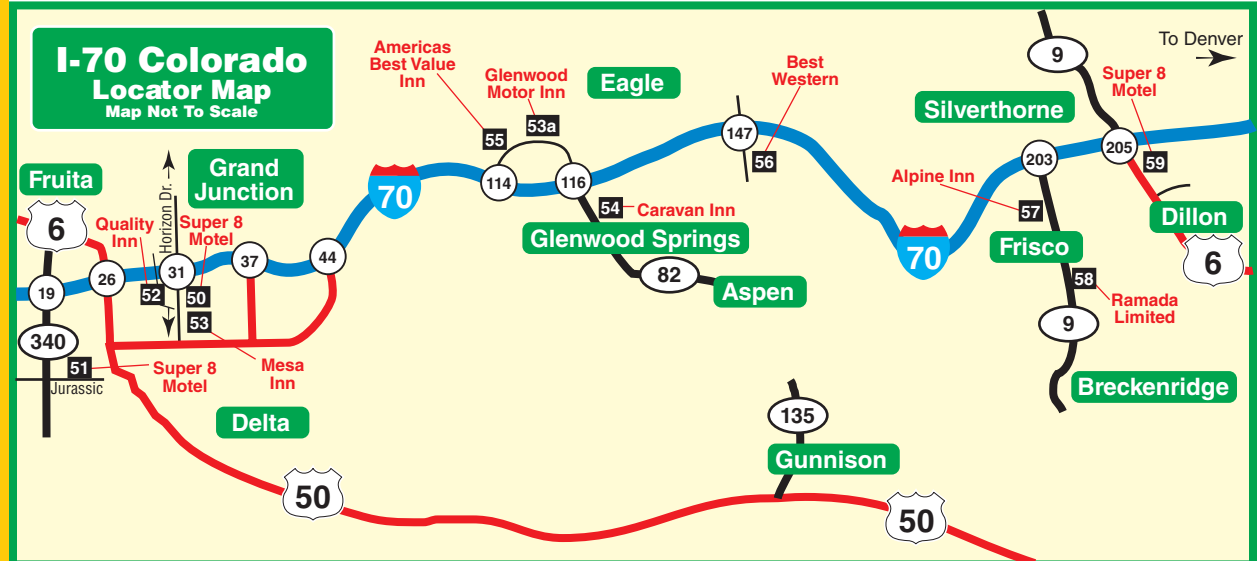 I-70 Colorado
Locator Map
Map Not To Scale
Americas
Best Value
Inn
Glenwood
Motor Inn
Eagle
Best
Western
9
To Denver
Super 8
Motel
Silverthorne
55
53a
147
56
203
205
59
Fruita
Horizon Dr.
Grand
Junction
70
114
116
Alpine Inn
57
54
Caravan Inn
Dillon
6
Quality
Inn
Super 8
Motel
Glenwood Springs
Frisco
6
19
26
52
31
50
53
37
44
82
Aspen
70
58
Ramada
Limited
9
340
51
Jurassic
Super 8
Motel
Mesa
Inn
Breckenridge
Delta
135
Gunnison
50
50